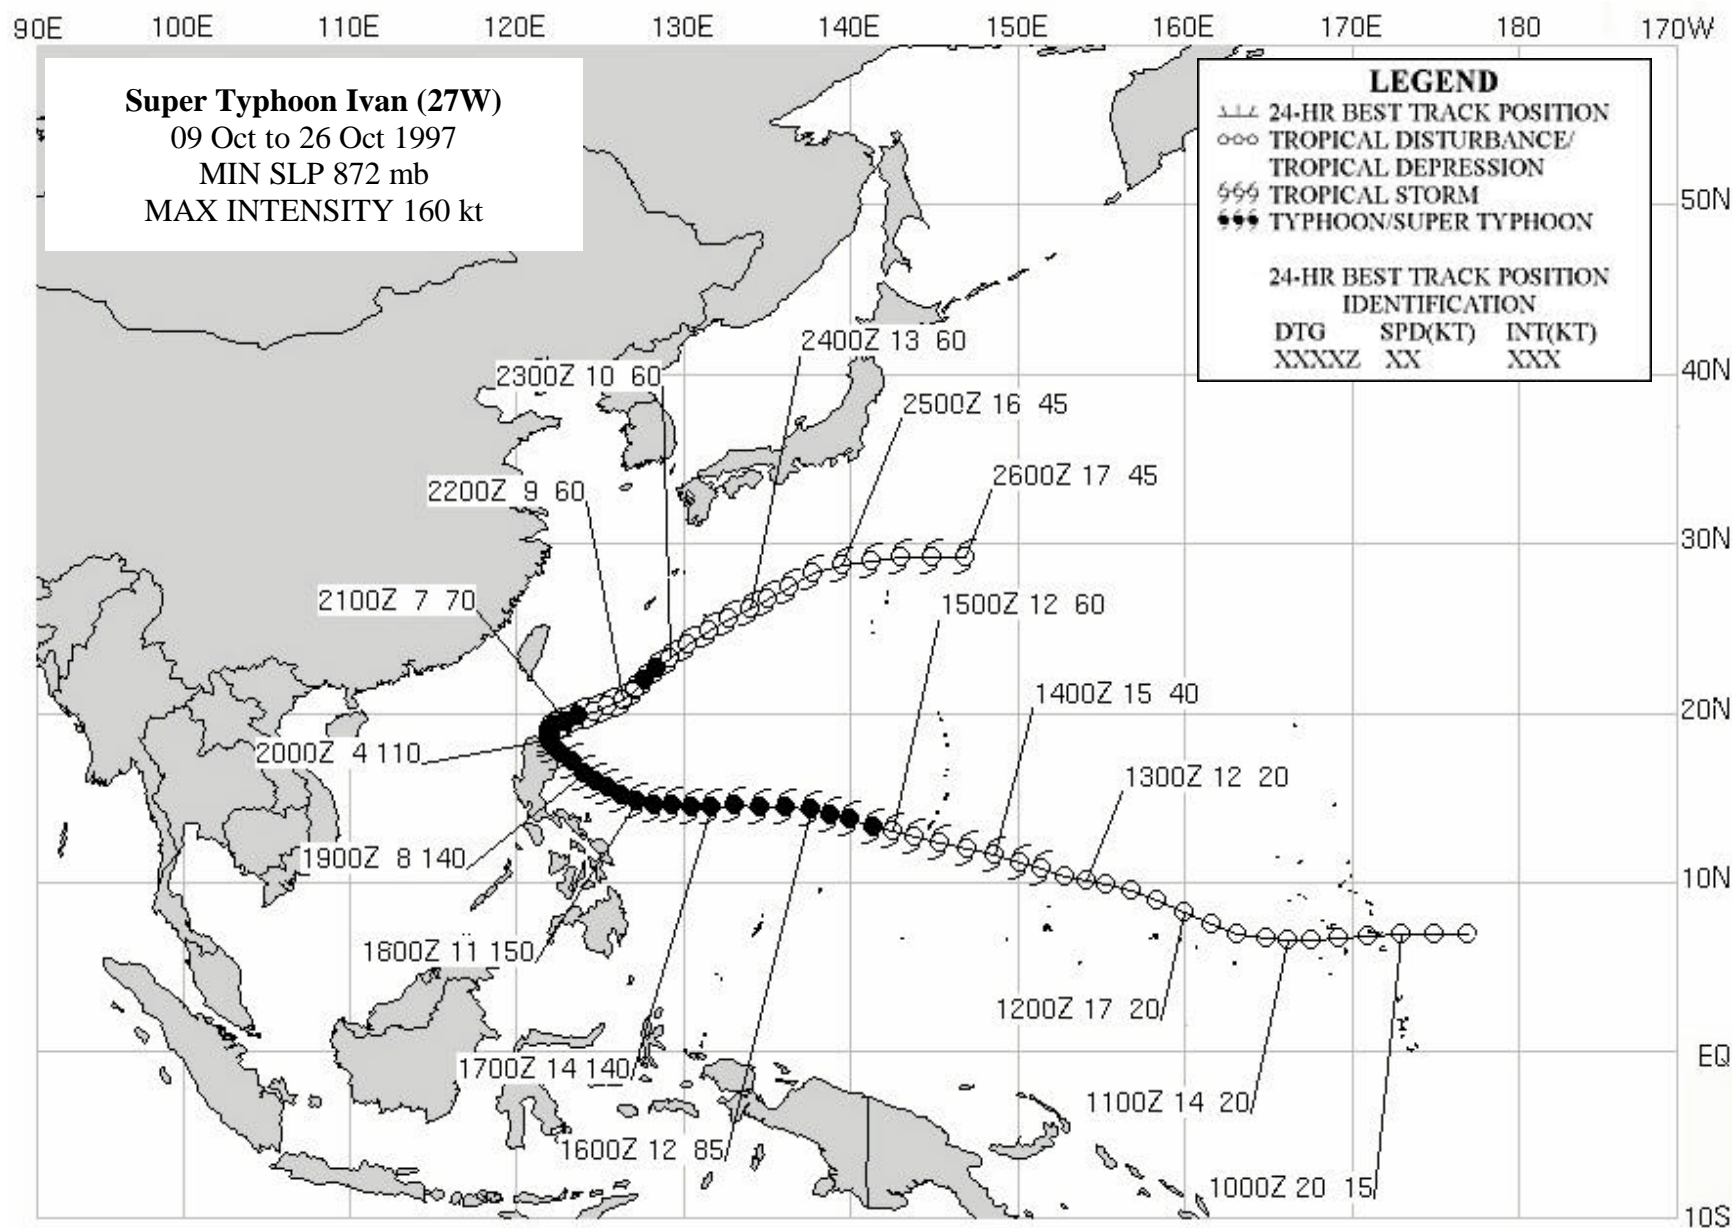 90E 100E 110E 120E 130E 140E 150E 160E 170E 180 170W
Super Typhoon Ivan (27W)
09 Oct to 26 Oct 1997
MIN SLP 872 mb
MAX INTENSITY 160 kt
LEGEND
24-HR BEST TRACK POSITION
TROPICAL DISTURBANCE/
TROPICAL DEPRESSION
TROPICAL STORM
TYPHOON/SUPER TYPHOON
24-HR BEST TRACK POSITION
IDENTIFICATION
DTG SPD(KT) INT(KT)
XXXXZ XX XXX
50N
2400Z 13 60
2300Z 10 60
40N
2500Z 16 45
2600Z 17 45
2200Z 9 60
30N
2100Z 7 70
1500Z 12 60
1400Z 15 40
20N
2000Z 4 110
1300Z 12 20
1900Z 8 140
10N
1800Z 11 150
1200Z 17 20
EQ
1700Z 14 140
1100Z 14 20
1600Z 12 85
1000Z 20 15
10S